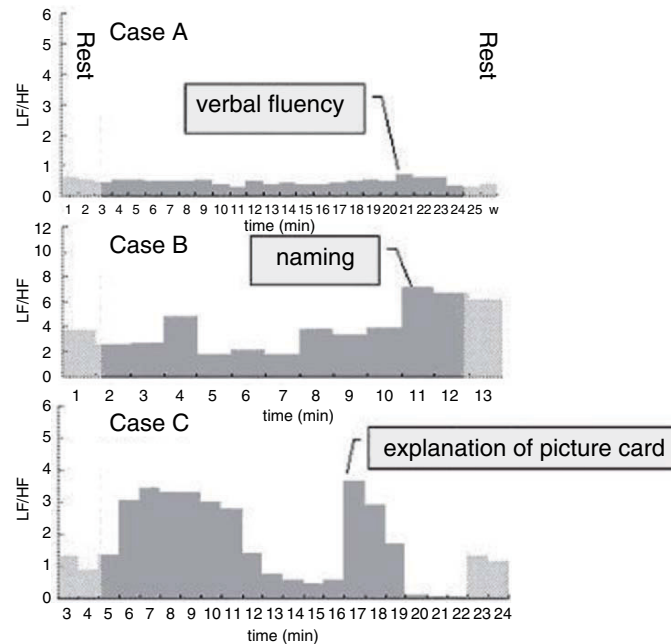 Case A
Rest
Rest
LF/HF
6
5
4
3
2
1
0
verbal fluency
1 2 3 4 5 6 7 8 9 10 11 12 13 14 15 16 17 18 19 20 21 22 23 24 25 w
time (min)
Case B
LF/HF
12
10
8
6
4
2
0
naming
1 2 3 4 5 6 7 8 9 10 11 12 13
time (min)
Case C
LF/HF
6
5
4
3
2
1
0
explanation of picture card
3 4 5 6 7 8 9 10 11 12 13 14 15 16 17 18 19 20 21 22 23 24
time (min)